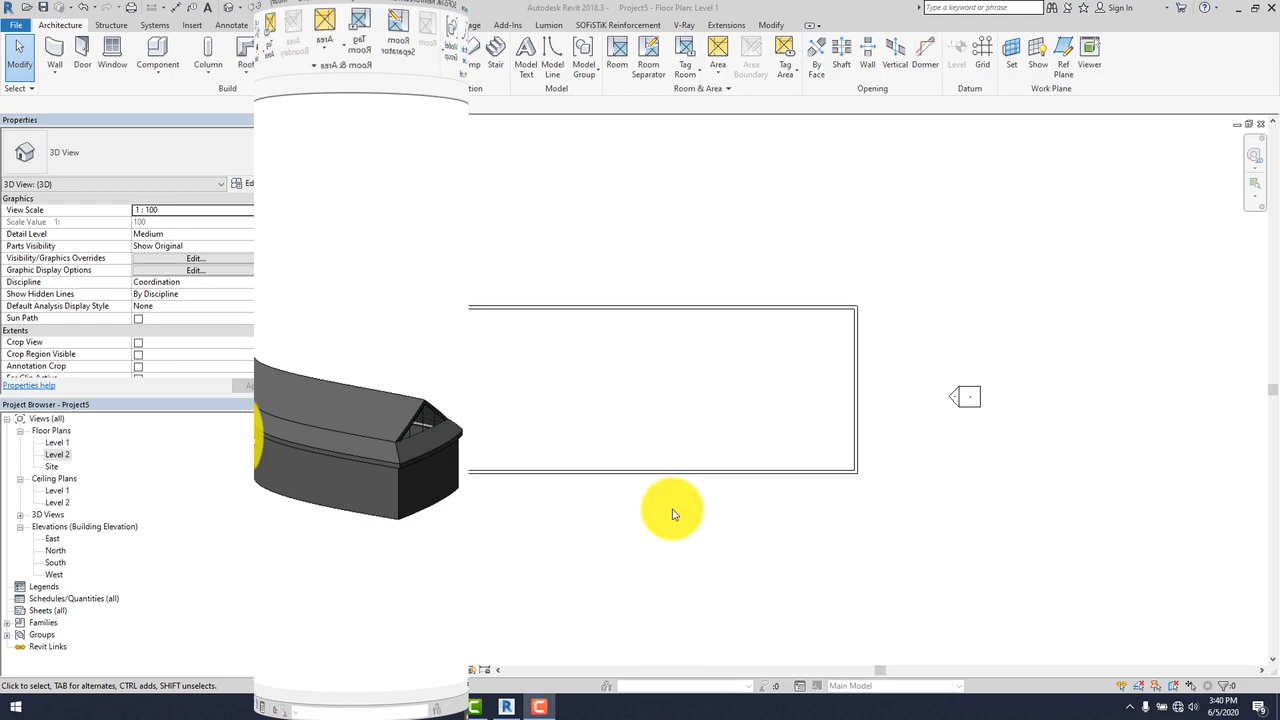 Autodesk Revit 2018.3 - Project5 - Floor Plan: Level 1
Type a keyword or phrase
Sign In
File Architecture Structure Systems Insert Annotate
Add-Ins Lumion SOFiSTiK Reinforcement V-Ray Extensions Modify
Modify Wall Door Window Component Column
Area Tag Room Room Separator
Stair Model Text Model Line Model Group Room Room Separator Tag Room Area Area Boundary Tag Area By Face Shaft Wall Vertical Dormer Level Grid Set Show Ref Plane Viewer
Select Build Room & Area Model Room & Area Opening Datum Work Plane
Properties
3D View
3D View: {3D}
Graphics
View Scale 1 : 100
Scale Value 1: 100
Detail Level Medium
Parts Visibility Show Original
Visibility/Graphics Overrides Edit...
Graphic Display Options Edit...
Discipline Coordination
Show Hidden Lines By Discipline
Default Analysis Display Style None
Sun Path
Extents
Crop View
Crop Region Visible
Annotation Crop
Properties help
Project Browser - Project5
Views (all)
Floor Plans
Level 1
Level 2
Site
Ceiling Plans
Level 1
Level 2
3D Views
Elevations (Building Elevation)
East
North
South
West
Legends
Schedules/Quantities (all)
Sheets (all)
Families
Groups
Revit Links
Click to select, TAB for alternates, CTRL adds, SHIFT unselects.
:0 Main Model :0
3:40 PM
6/5/2020